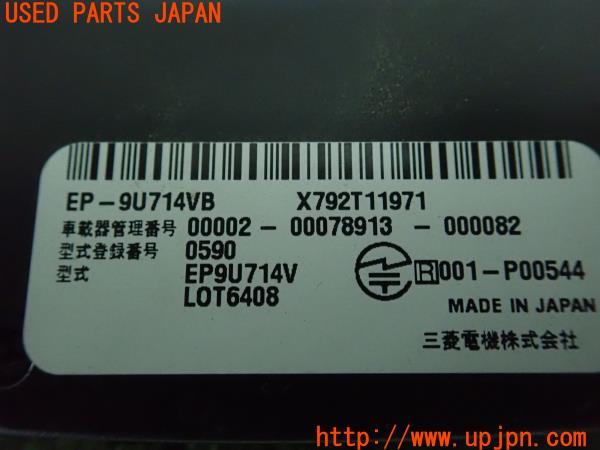 USED PARTS JAPAN
EP-9U714VB X792T11971
車載器管理番号 00002-00078913-000082
型式登録番号 0590
型式 EP9U714V
LOT6408
R 001-P00544
MADE IN JAPAN
三菱電機株式会社
http://www.upjpn.com/